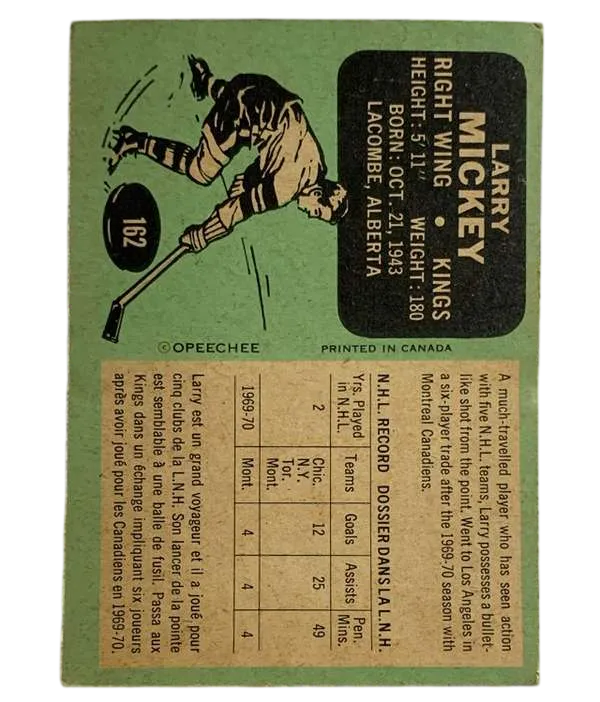 LARRY
MICKEY
RIGHT WING • KINGS
HEIGHT: 5' 11" WEIGHT: 180
BORN: OCT. 21, 1943
LACOMBE, ALBERTA
162
©OPEECHEE
PRINTED IN CANADA
A much-travelled player who has seen action
with five N.H.L. teams, Larry possesses a bullet-
like shot from the point. Went to Los Angeles in
a six-player trade after the 1969-70 season with
Montreal Canadiens.
N.H.L. RECORD DOSSIER DANS LA L.N.H.
Yrs. Played in N.H.L. Teams Goals Assists Pen. Mins.
2 Chic. 12 25 49
N.Y.
Tor.
Mont.
1969-70 Mont. 4 4 4
Larry est un grand voyageur et il a joué pour
cinq clubs de la L.N.H. Son lancer de la pointe
est semblable à une balle de fusil. Passa aux
Kings dans un échange impliquant six joueurs
après avoir joué pour les Canadiens en 1969-70.